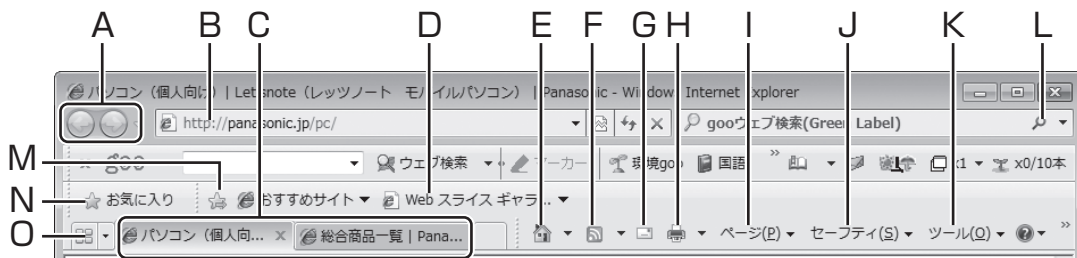 A B C D E F G H I J K L
パソコン（個人向け）| Let'snote（レッツノート モバイルパソコン）| Panasonic - Windows Internet Explorer
http://panasonic.jp/pc/ gooウェブ検索(Green Label)
M goo ウェブ検索 マーカー 環境goo 国語 » x1 x0/10本
N お気に入り おすすめサイト Web スライス ギャラ...
O パソコン（個人向... x 総合商品一覧 | Pana... ページ(P) セーフティ(S) ツール(O) »